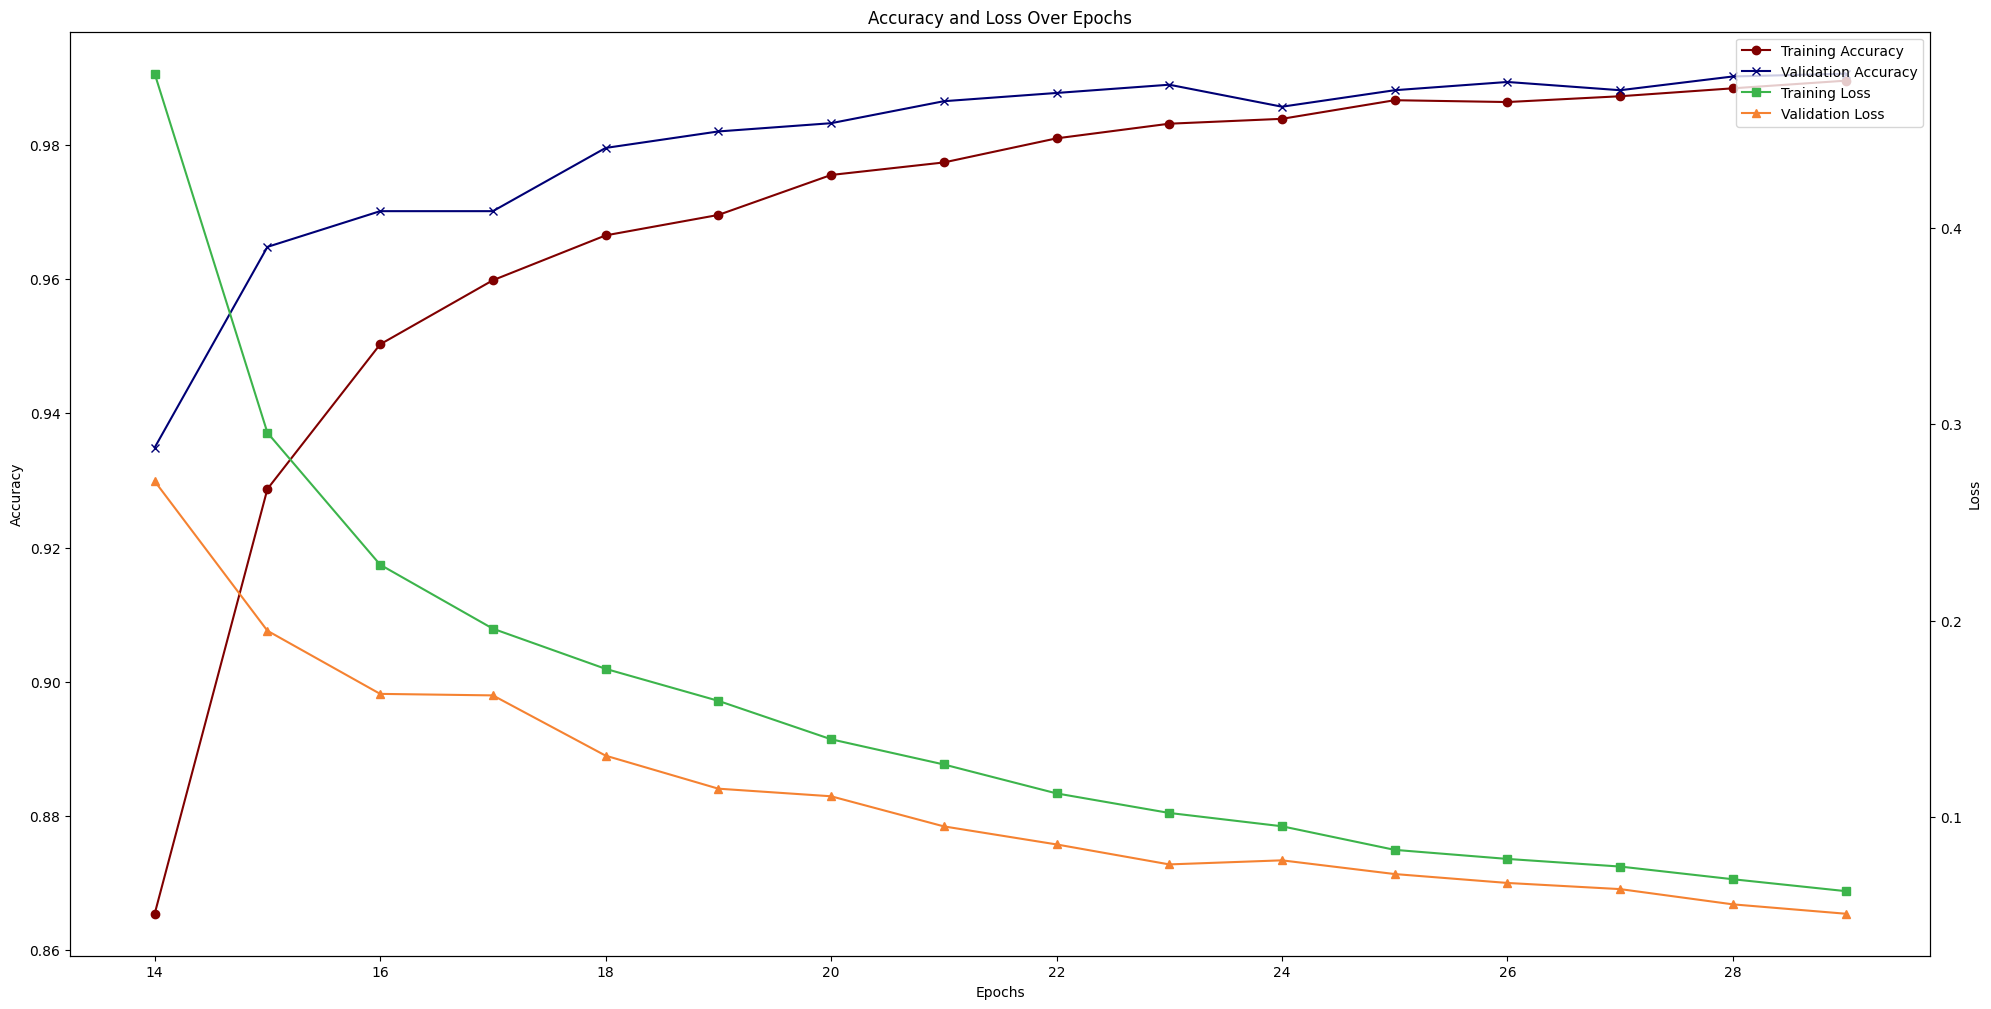 Accuracy and Loss Over Epochs
Training Accuracy
Validation Accuracy
Training Loss
Validation Loss
Accuracy
0.98
0.96
0.94
0.92
0.90
0.88
0.86
0.4
0.3
0.2
0.1
Loss
14 16 18 20 22 24 26 28
Epochs